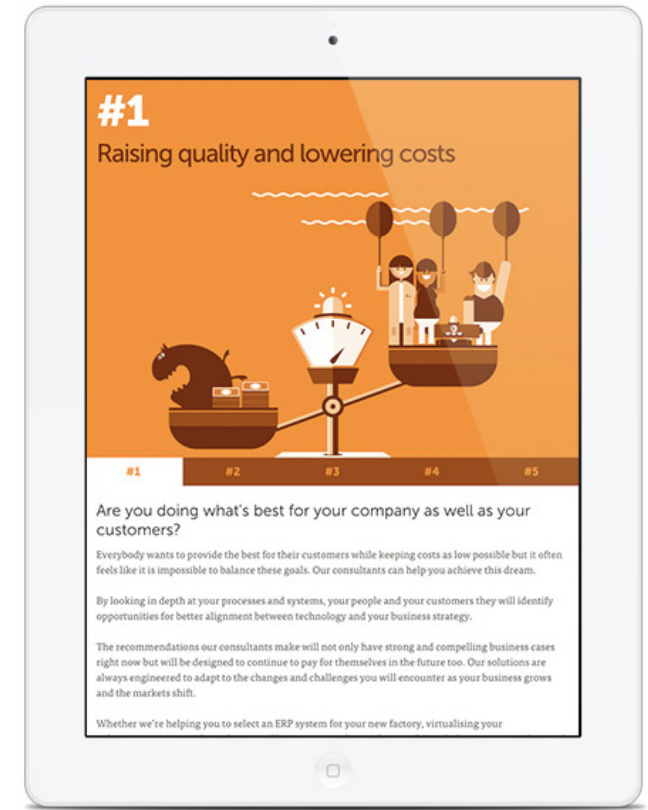 #1
Raising quality and lowering costs
#1 #2 #3 #4 #5
Are you doing what's best for your company as well as your
customers?
Everybody wants to provide the best for their customers while keeping costs as low possible but it often
feels like it is impossible to balance these goals. Our consultants can help you achieve this dream.
By looking in depth at your processes and systems, your people and your customers they will identify
opportunities for better alignment between technology and your business strategy.
The recommendations our consultants make will not only have strong and compelling business cases
right now but will be designed to continue to pay for themselves in the future too. Our solutions are
always engineered to adapt to the changes and challenges you will encounter as your business grows
and the markets shift.
Whether we're helping you to select an ERP system for your new factory, virtualising your